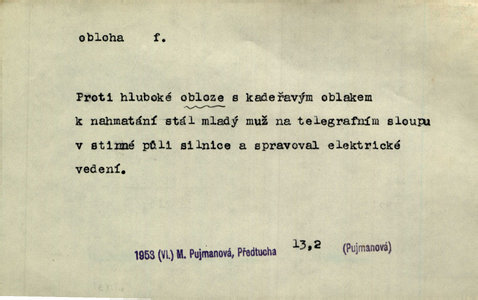 obloha f.
Proti hluboké obloze s kadeřavým oblakem
k nahmatání stál mladý muž na telegrafním sloupu
v stinné půli silnice a spravoval elektrické
vedení.
1953 (VI.) M. Pujmanová, Předtucha 13,2 (Pujmanová)